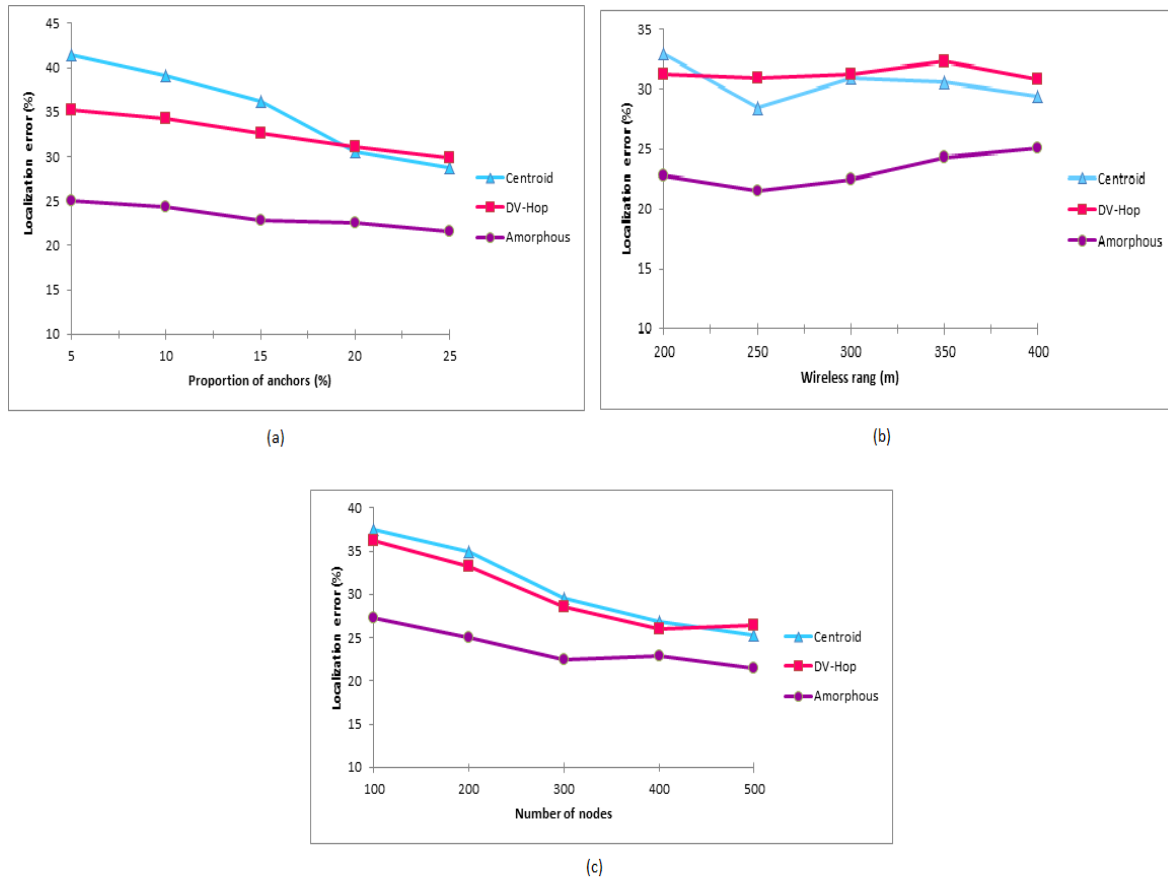 45
40
35
30
25
20
15
10
5
10
15
20
25
Localization error (%)
Proportion of anchors (%)
Centroid
DV-Hop
Amorphous
(a)
35
30
25
20
15
10
200
250
300
350
400
Localization error (%)
Wireless rang (m)
Centroid
DV-Hop
Amorphous
(b)
40
35
30
25
20
15
10
100
200
300
400
500
Localization error (%)
Number of nodes
Centroid
DV-Hop
Amorphous
(c)